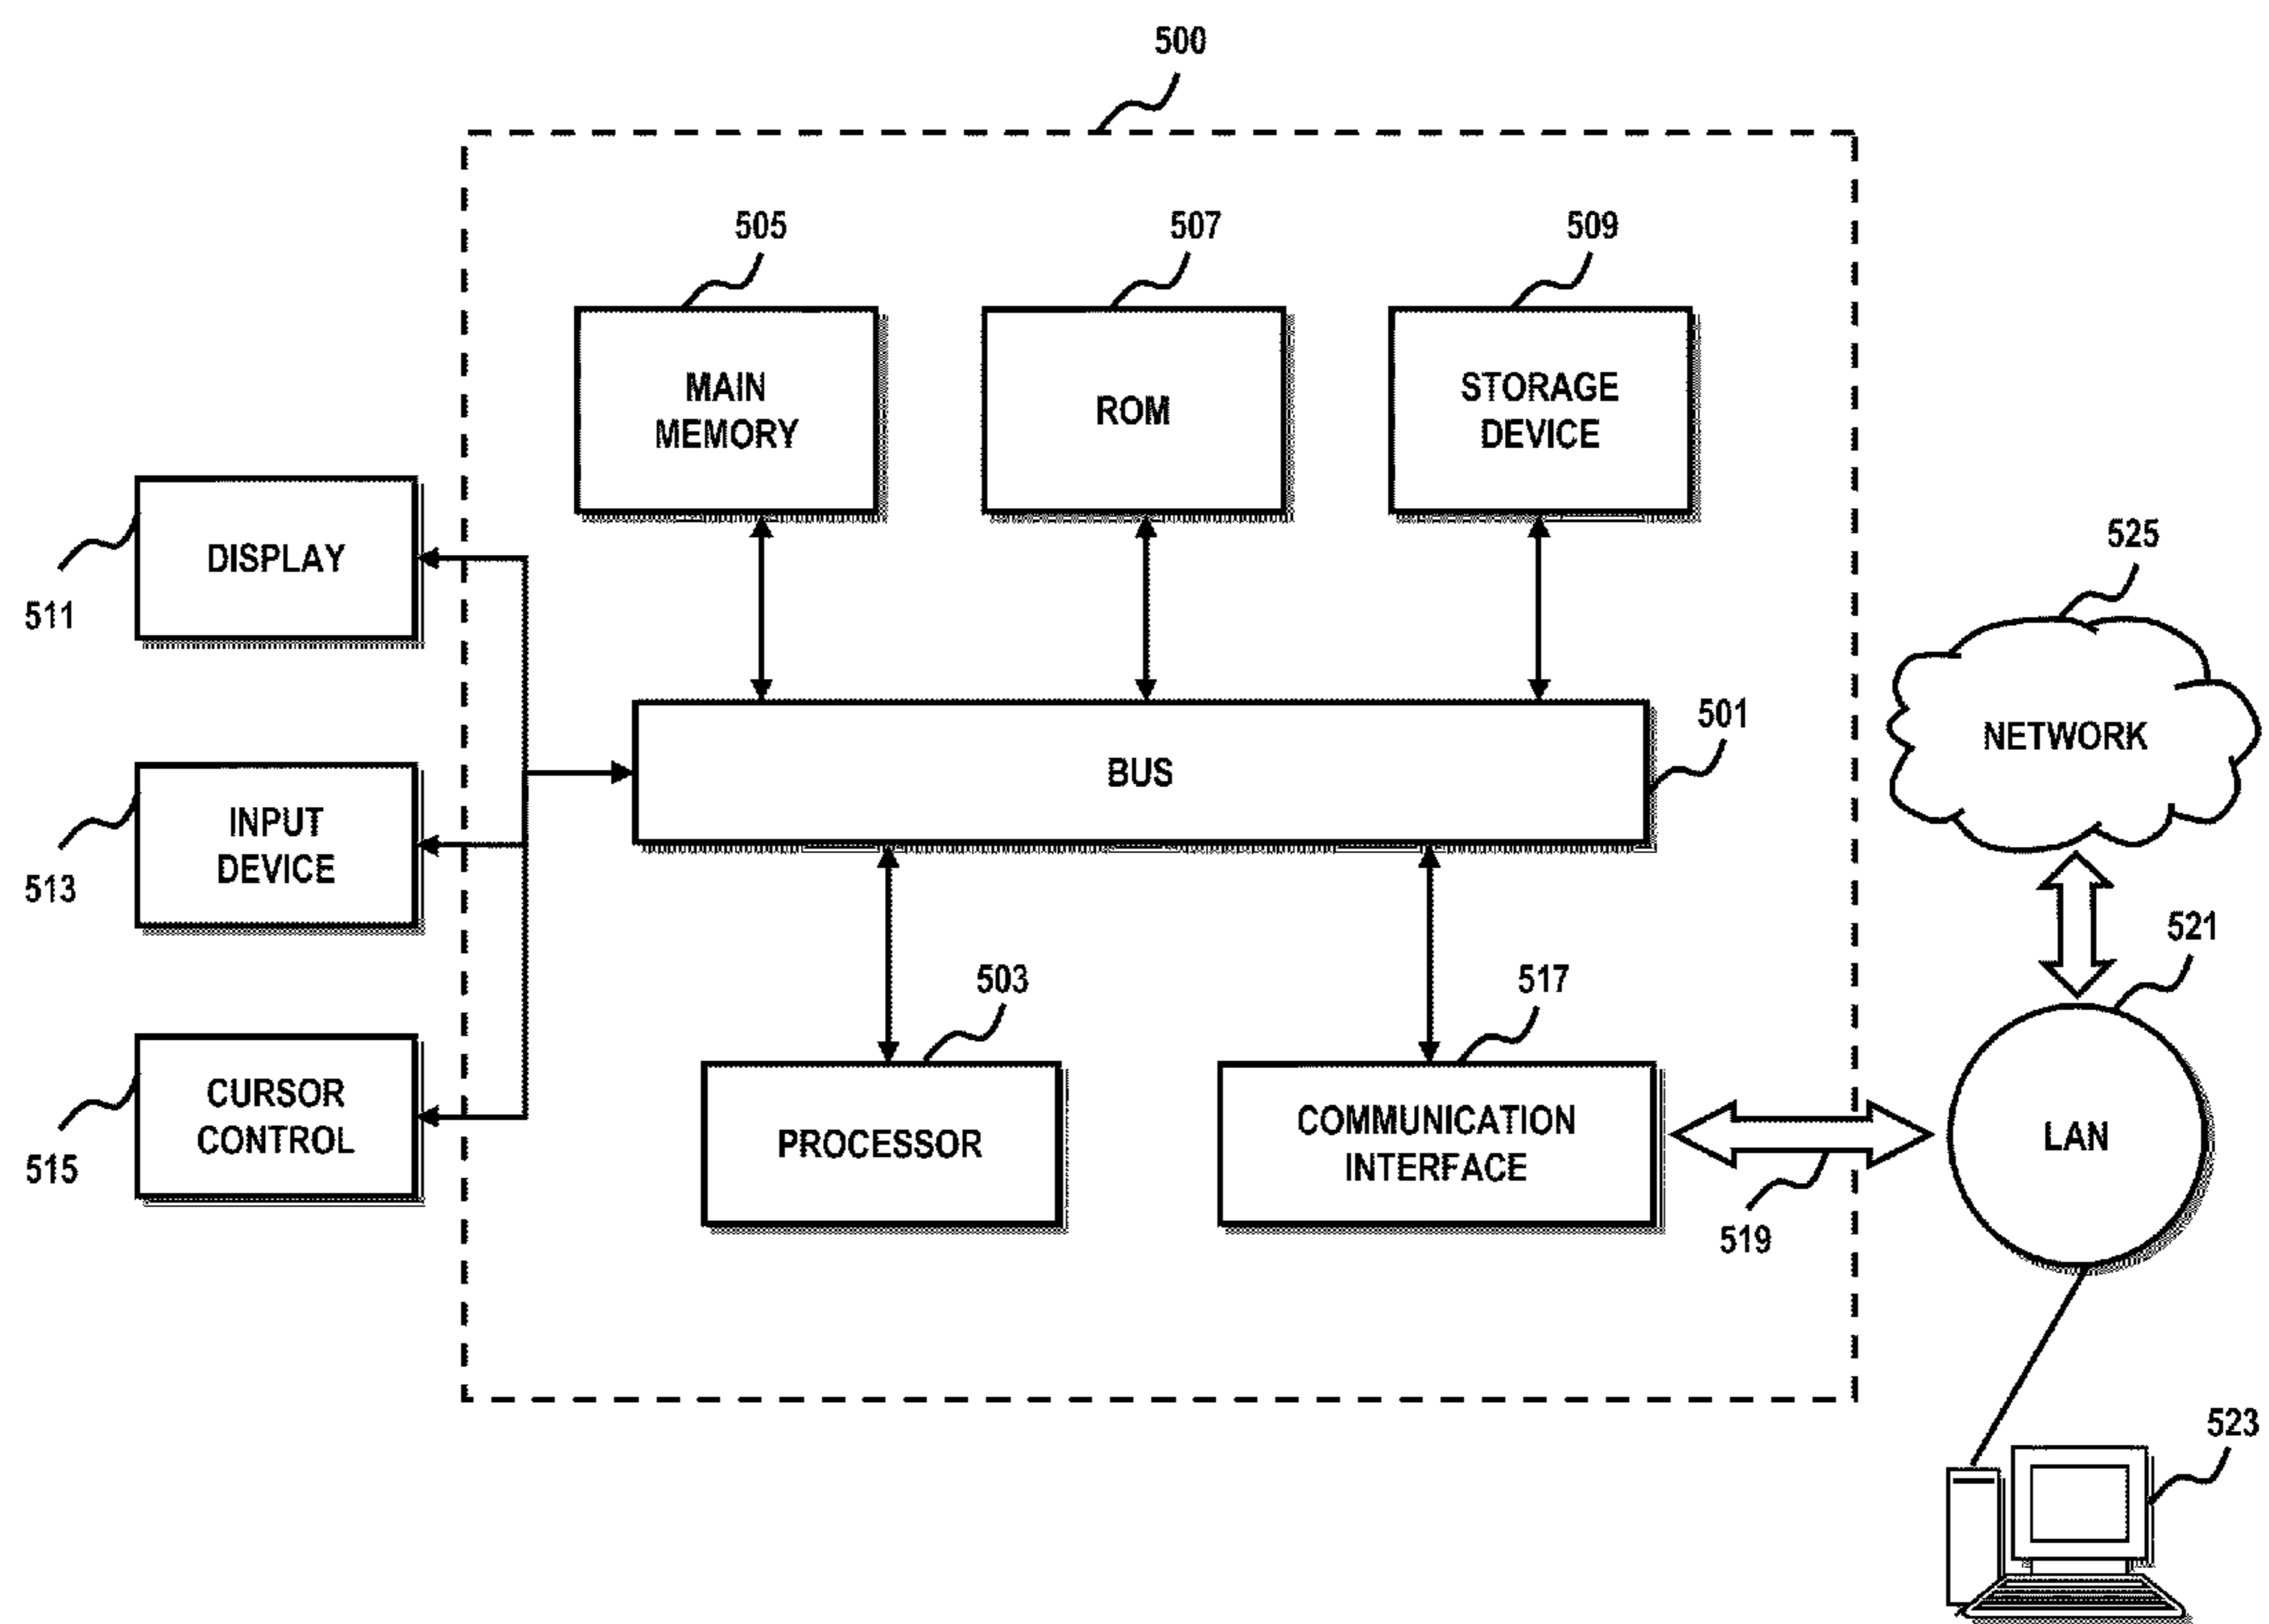 500
505
507
509
MAIN
MEMORY
ROM
STORAGE
DEVICE
DISPLAY
511
525
NETWORK
501
BUS
INPUT
DEVICE
513
521
503
517
CURSOR
CONTROL
515
PROCESSOR
COMMUNICATION
INTERFACE
LAN
519
523